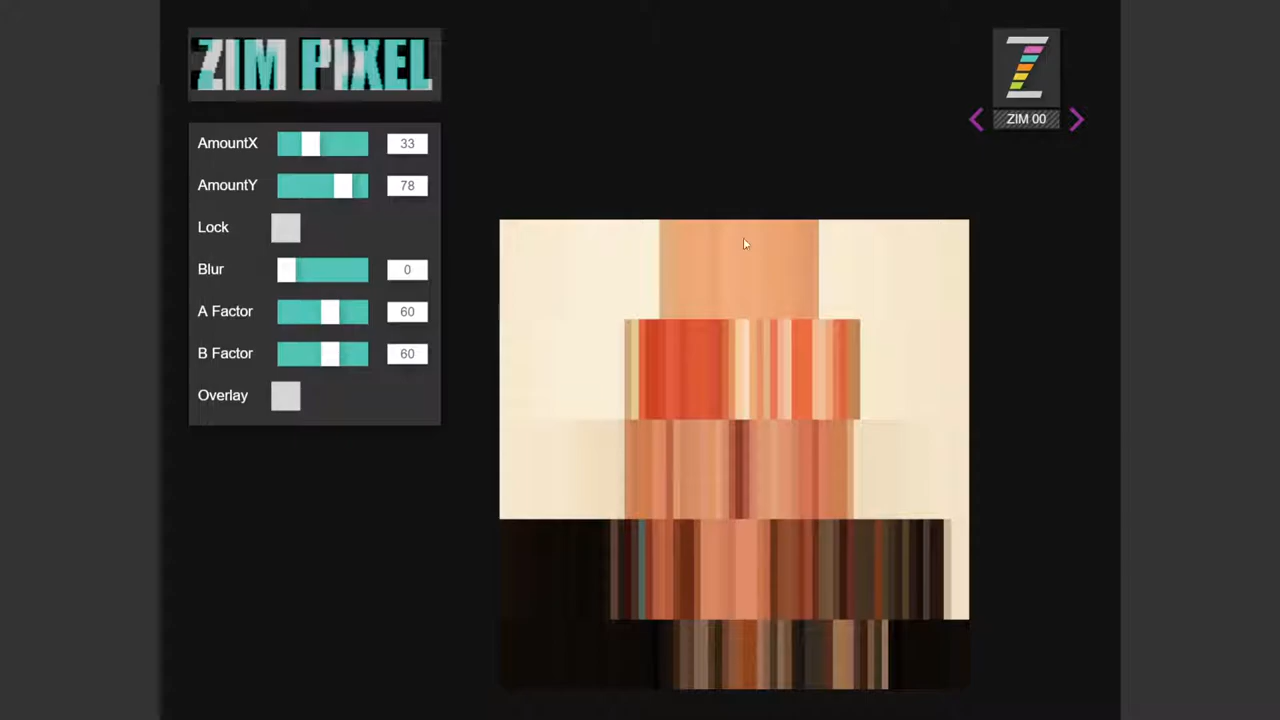 ZIM PIXEL
ZIM 00
AmountX 33
AmountY 78
Lock
Blur 0
A Factor 60
B Factor 60
Overlay